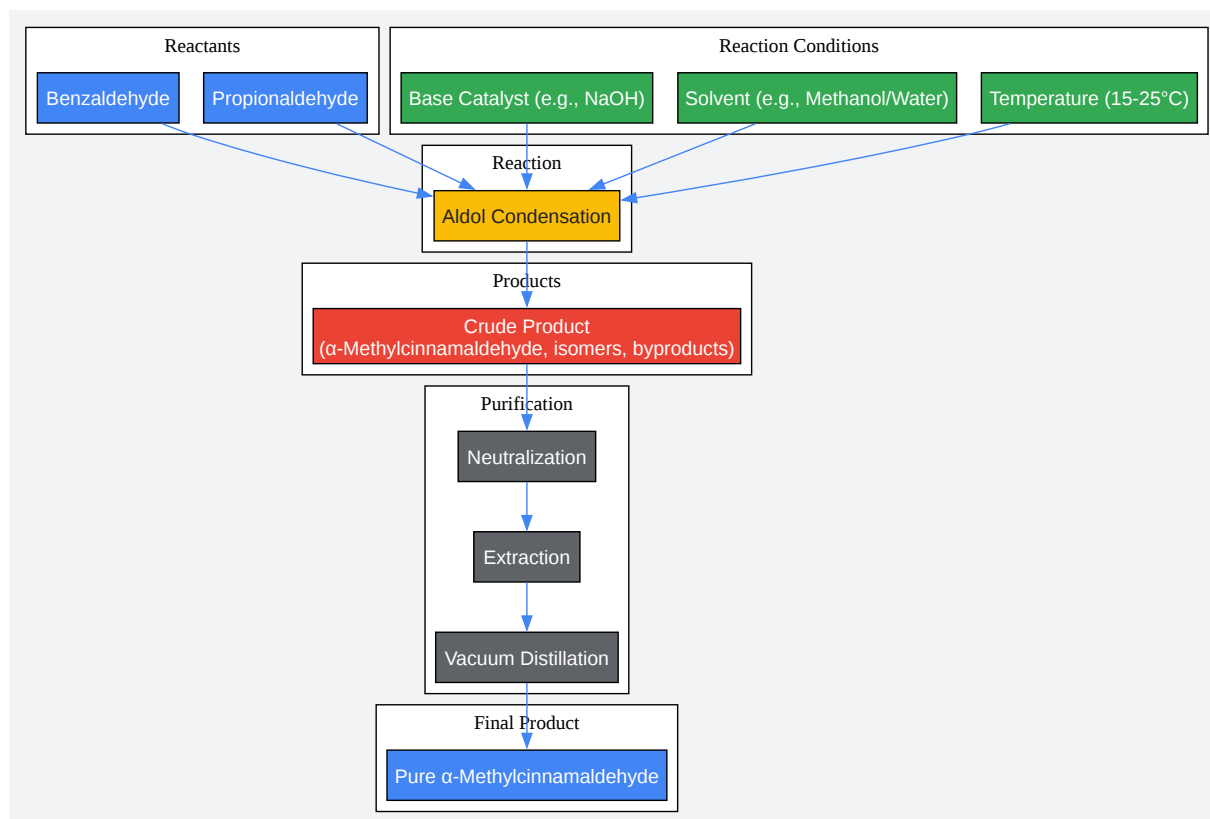 Reactants
Reaction Conditions
Benzaldehyde
Propionaldehyde
Base Catalyst (e.g., NaOH)
Solvent (e.g., Methanol/Water)
Temperature (15-25°C)
Reaction
Aldol Condensation
Products
Crude Product
(α-Methylcinnamaldehyde, isomers, byproducts)
Purification
Neutralization
Extraction
Vacuum Distillation
Final Product
Pure α-Methylcinnamaldehyde